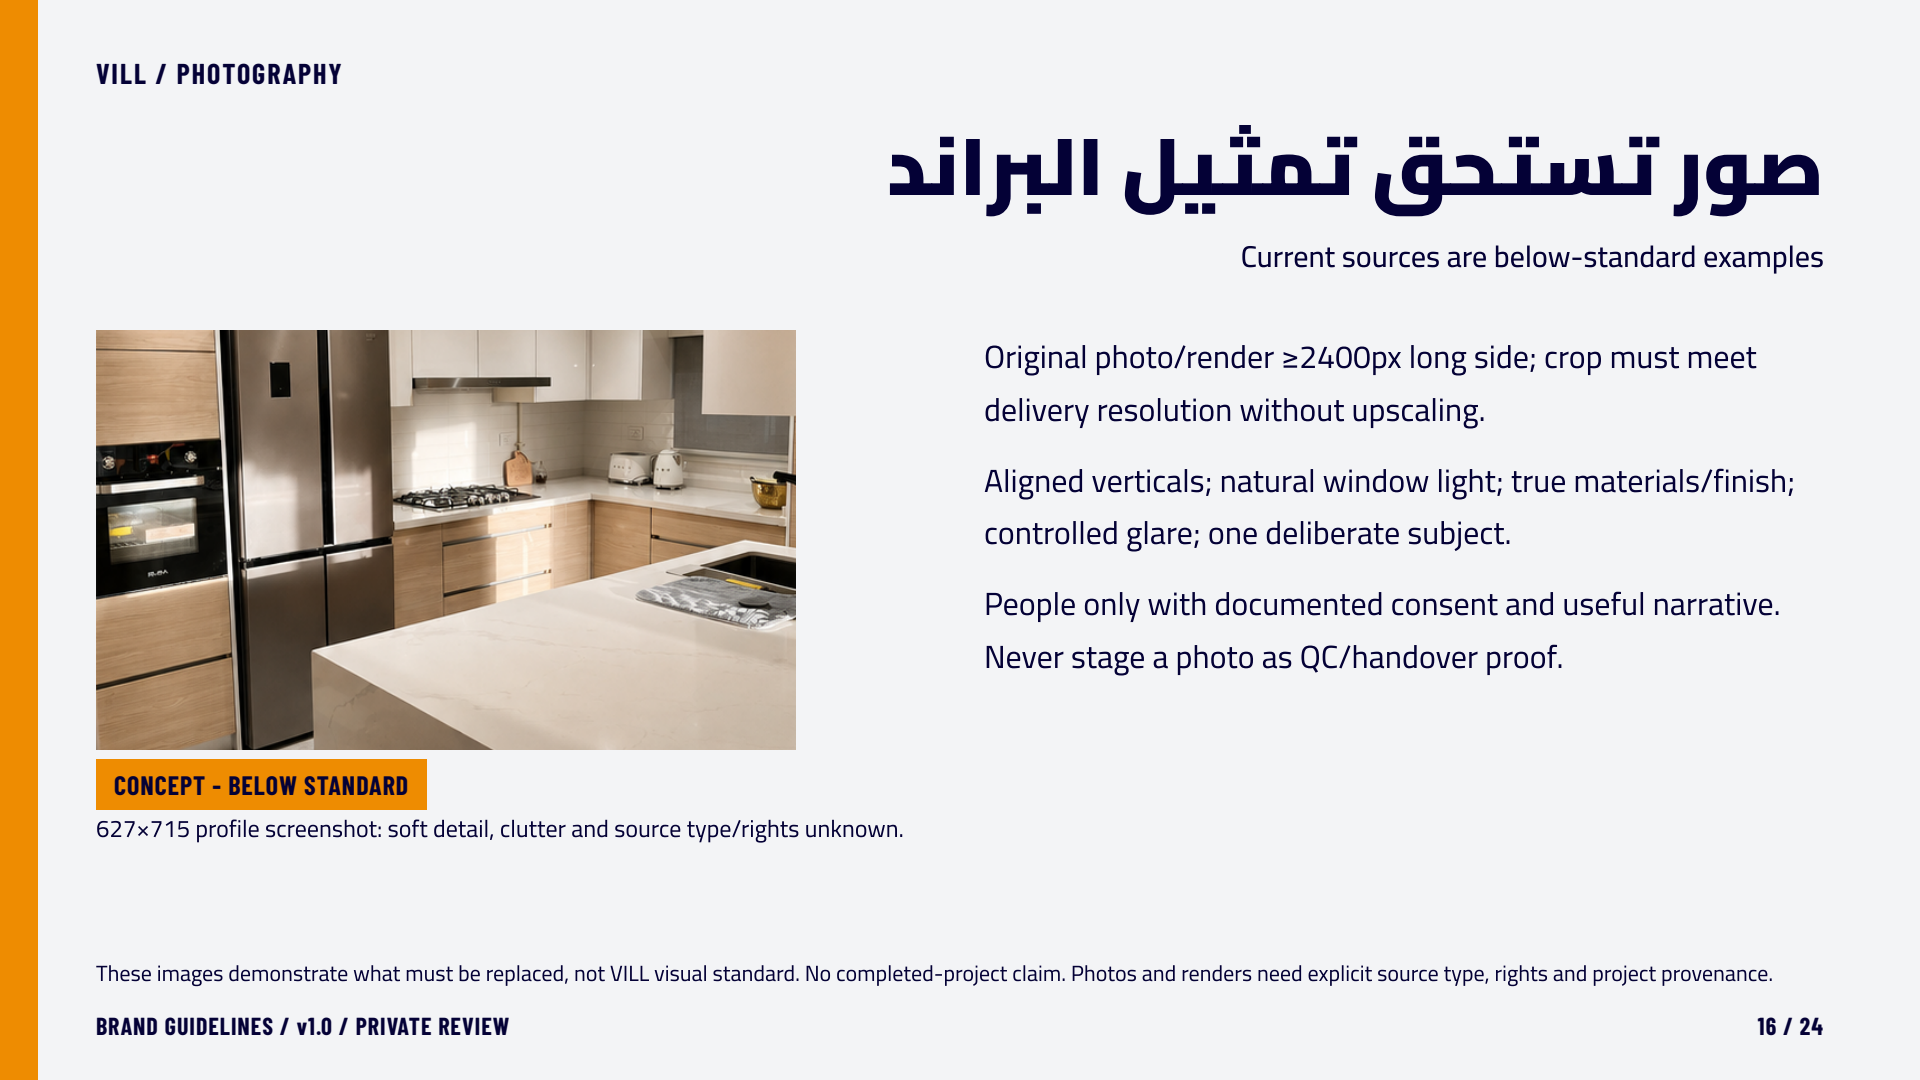 VILL / PHOTOGRAPHY
صور تستحق تمثيل البراند
Current sources are below-standard examples
Original photo/render ≥2400px long side; crop must meet
delivery resolution without upscaling.
Aligned verticals; natural window light; true materials/finish;
controlled glare; one deliberate subject.
People only with documented consent and useful narrative.
Never stage a photo as QC/handover proof.
CONCEPT - BELOW STANDARD
627×715 profile screenshot: soft detail, clutter and source type/rights unknown.
These images demonstrate what must be replaced, not VILL visual standard. No completed-project claim. Photos and renders need explicit source type, rights and project provenance.
BRAND GUIDELINES / v1.0 / PRIVATE REVIEW
16 / 24